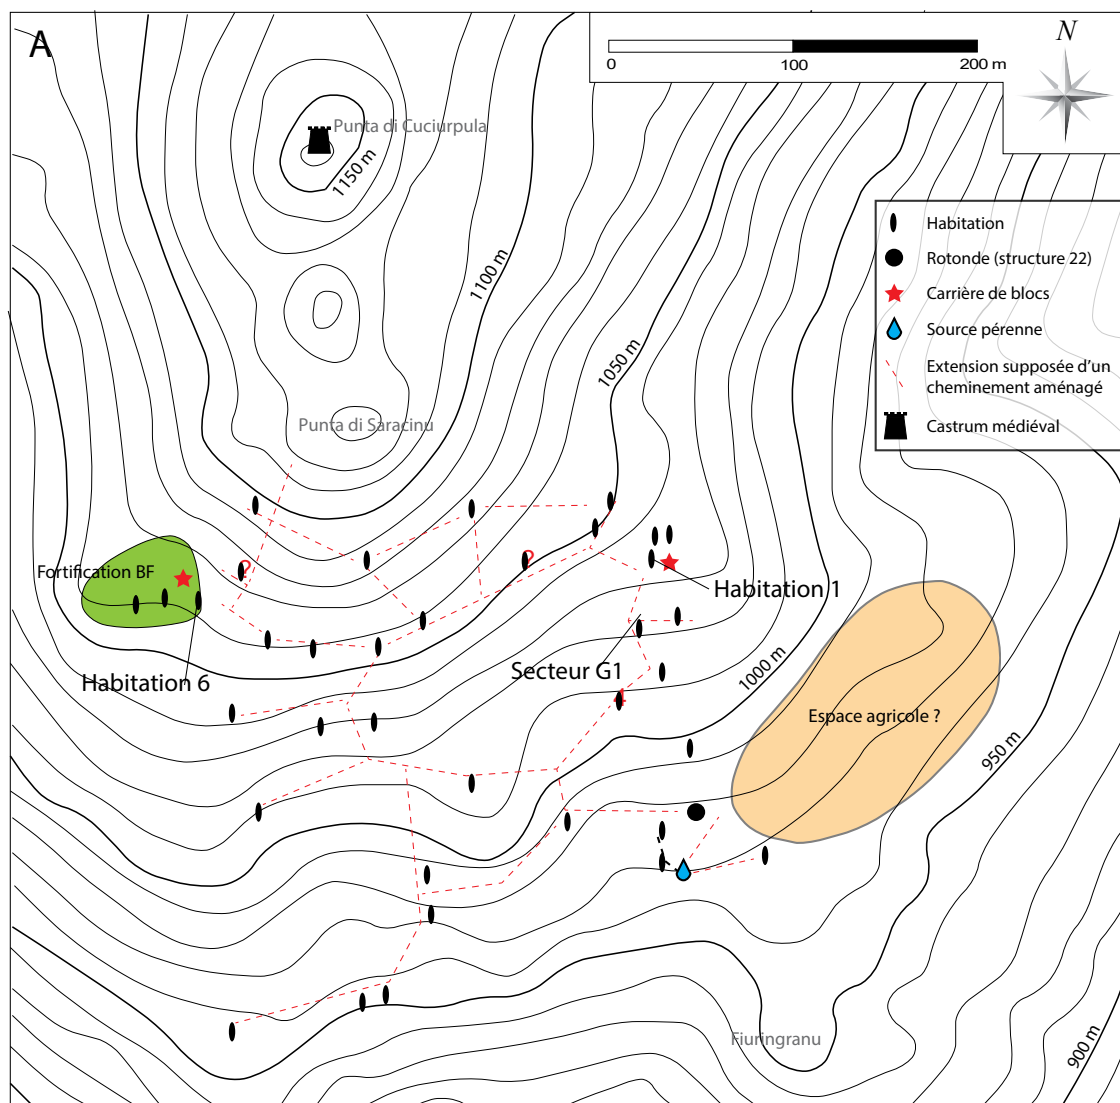 A
N
0
100
200 m
Punta di Cuciurpula
1150 m
Habitation
Rotonde (structure 22)
Carrière de blocs
Source pérenne
Extension supposée d'un
cheminement aménagé
Castrum médiéval
1100 m
1050 m
Punta di Saracinu
?
?
Fortification BF
Habitation 1
Secteur G1
Habitation 6
1000 m
Espace agricole ?
950 m
Fiuringranu
900 m